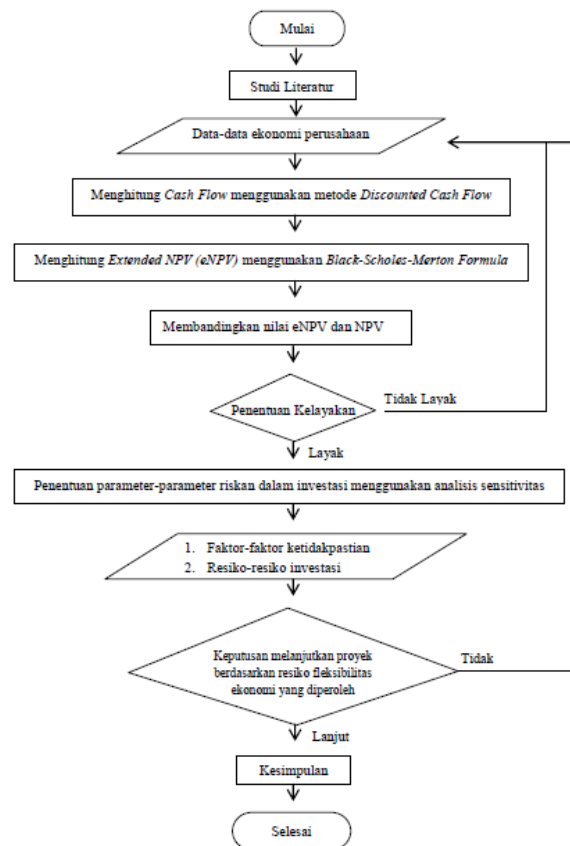 Mulai
Studi Literatur
Data-data ekonomi perusahaan
Menghitung Cash Flow menggunakan metode Discounted Cash Flow
Menghitung Extended NPV (eNPV) menggunakan Black-Scholes-Merton Formula
Membandingkan nilai eNPV dan NPV
Penentuan Kelayakan
Tidak Layak
Layak
Penentuan parameter-parameter riskan dalam investasi menggunakan analisis sensitivitas
1. Faktor-faktor ketidakpastian
2. Resiko-resiko investasi
Keputusan melanjutkan proyek
berdasarkan resiko fleksibilitas
ekonomi yang diperoleh
Tidak
Lanjut
Kesimpulan
Selesai